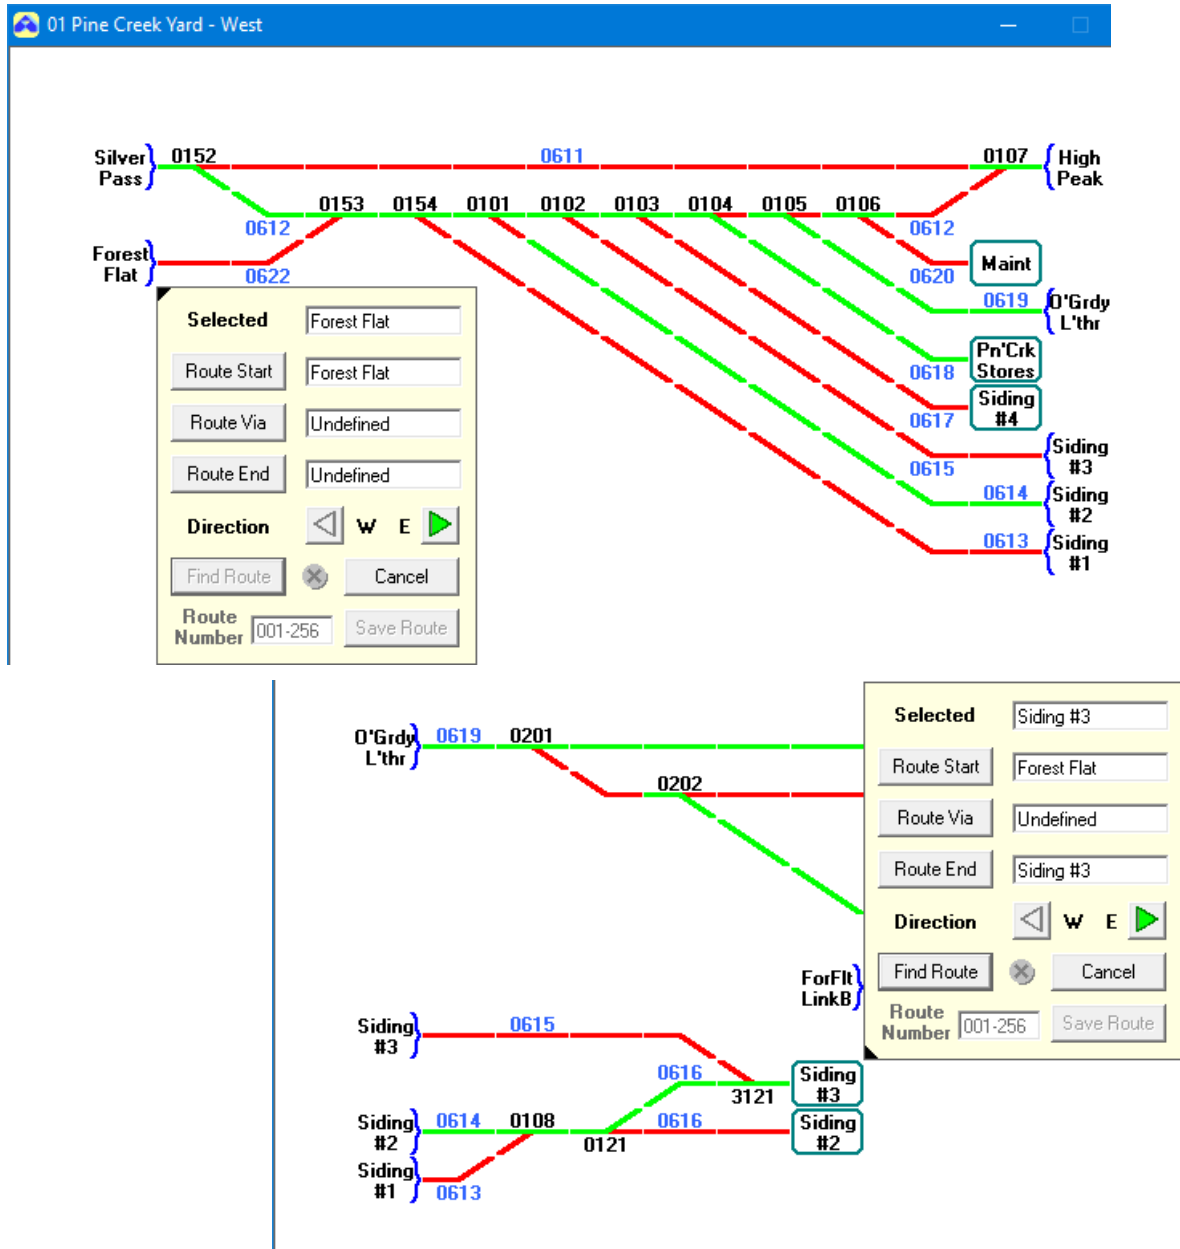 01 Pine Creek Yard - West
Silver
Pass
0152
0611
0107
High
Peak
0153
0154
0101
0102
0103
0104
0105
0106
0612
0612
Forest
Flat
0622
0620
Maint
0619
O'Grdy
L'thr
Pn'Crk
Stores
0618
Siding
#4
0617
Siding
#3
0615
0614
Siding
#2
0613
Siding
#1
Selected
Forest Flat
Route Start
Forest Flat
Route Via
Undefined
Route End
Undefined
Direction
W E
Find Route
Cancel
Route
Number
001-256
Save Route
O'Grdy
L'thr
0619
0201
0202
ForFlt
LinkB
Siding
#3
0615
0616
3121
Siding
#3
Siding
#2
0614
0108
0121
0616
Siding
#2
Siding
#1
0613
Selected
Siding #3
Route Start
Forest Flat
Route Via
Undefined
Route End
Siding #3
Direction
W E
Find Route
Cancel
Route
Number
001-256
Save Route